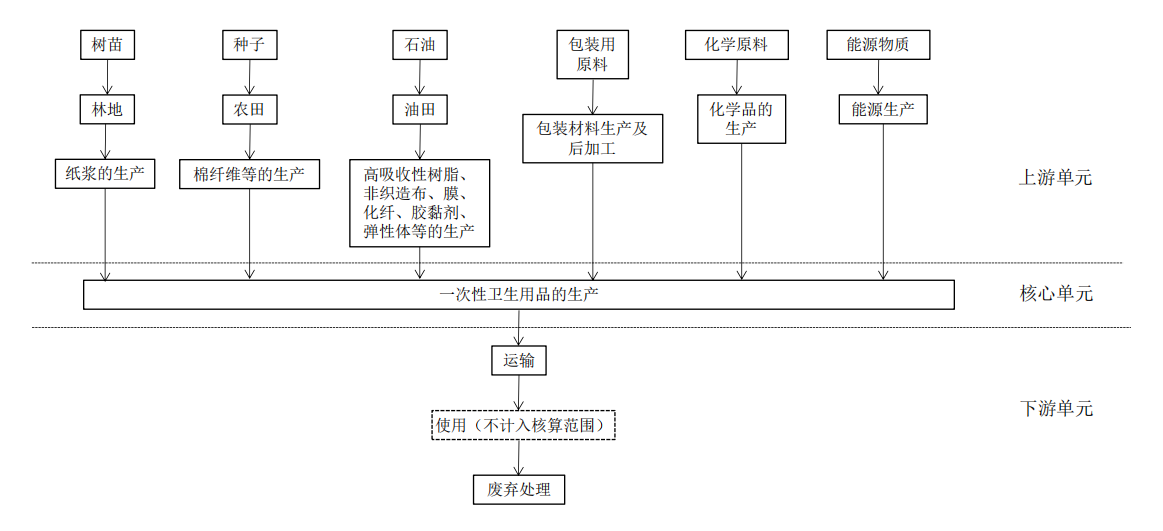 树苗
种子
石油
包装用
原料
化学原料
能源物质
林地
农田
油田
包装材料生产及
后加工
化学品的
生产
能源生产
纸浆的生产
棉纤维等的生产
高吸收性树脂、
非织造布、膜、
化纤、胶黏剂、
弹性体等的生产
上游单元
一次性卫生用品的生产
核心单元
运输
使用（不计入核算范围）
下游单元
废弃处理